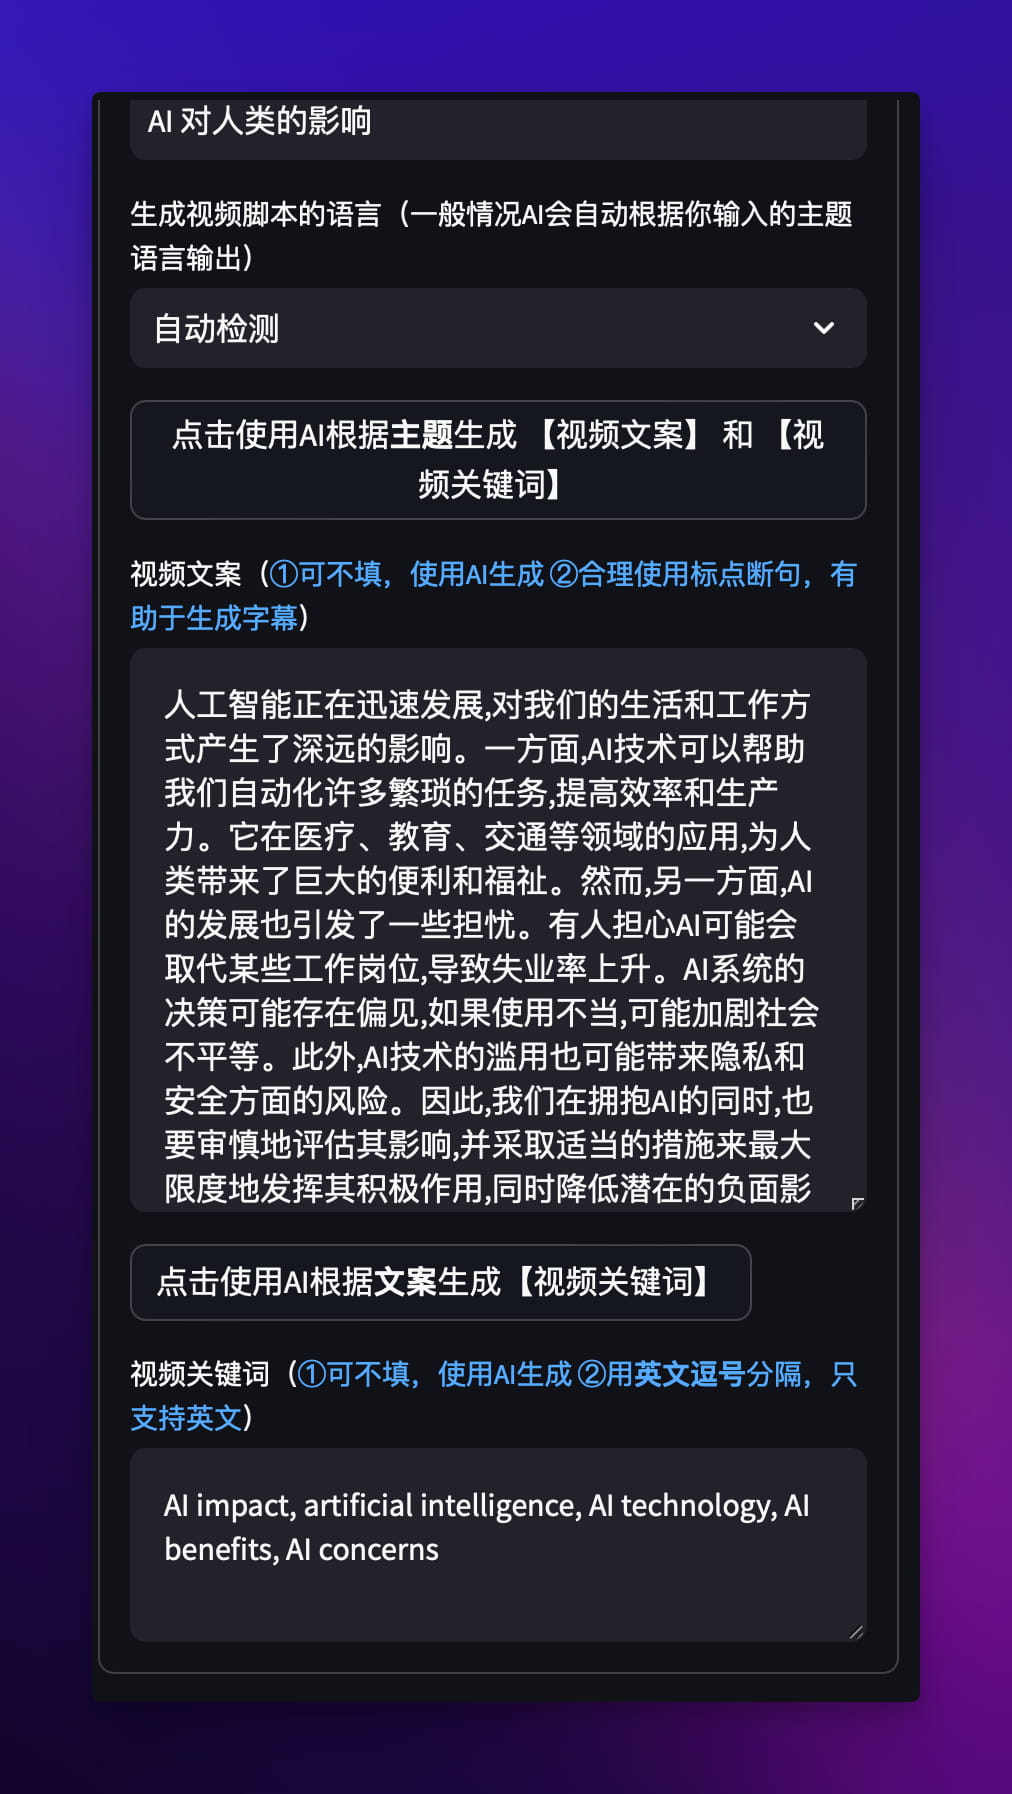 AI 对人类的影响
生成视频脚本的语言（一般情况AI会自动根据你输入的主题
语言输出）
自动检测
点击使用AI根据主题生成 【视频文案】 和 【视
频关键词】
视频文案（①可不填，使用AI生成 ②合理使用标点断句，有
助于生成字幕）
人工智能正在迅速发展,对我们的生活和工作方
式产生了深远的影响。一方面,AI技术可以帮助
我们自动化许多繁琐的任务,提高效率和生产
力。它在医疗、教育、交通等领域的应用,为人
类带来了巨大的便利和福祉。然而,另一方面,AI
的发展也引发了一些担忧。有人担心AI可能会
取代某些工作岗位,导致失业率上升。AI系统的
决策可能存在偏见,如果使用不当,可能加剧社会
不平等。此外,AI技术的滥用也可能带来隐私和
安全方面的风险。因此,我们在拥抱AI的同时,也
要审慎地评估其影响,并采取适当的措施来最大
限度地发挥其积极作用,同时降低潜在的负面影
点击使用AI根据文案生成【视频关键词】
视频关键词（①可不填，使用AI生成 ②用英文逗号分隔，只
支持英文）
AI impact, artificial intelligence, AI technology, AI
benefits, AI concerns